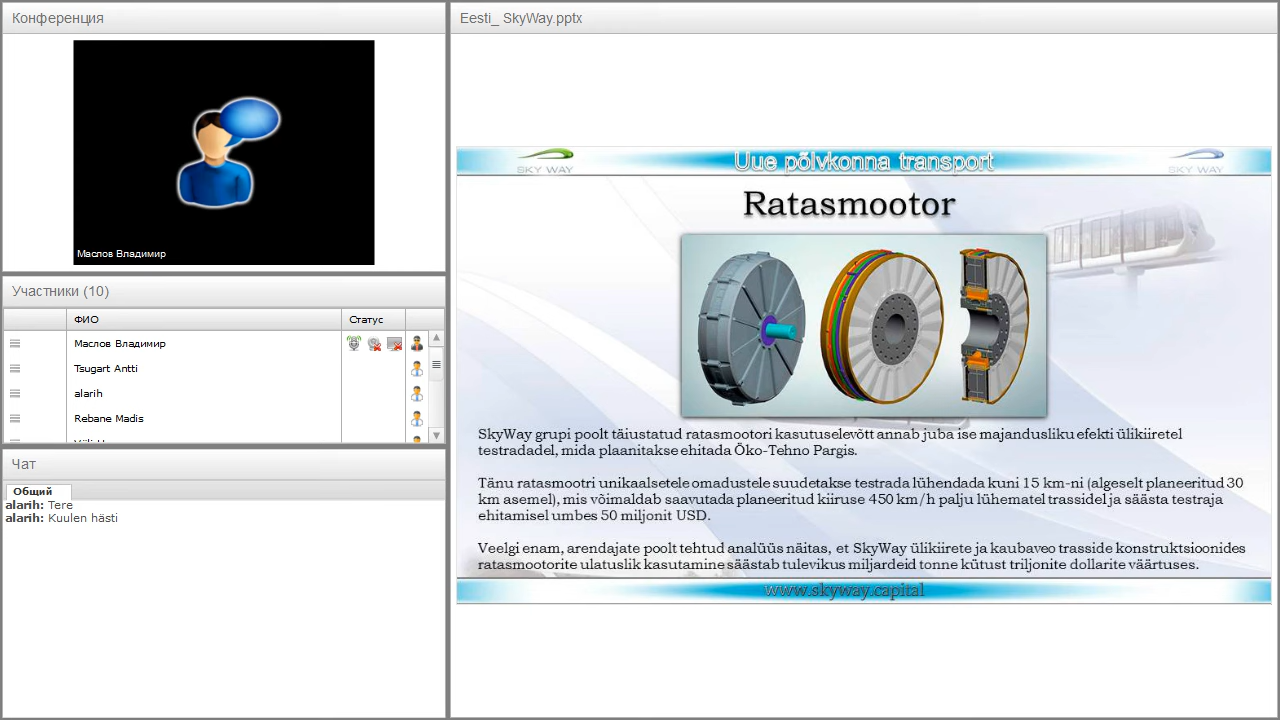 Конференция
Маслов Владимир
Участники (10)
ФИО
Статус
Маслов Владимир
Tsugart Antti
alarih
Rebane Madis
Чат
Общий
alarih: Tere
alarih: Kuulen hästi
Eesti_ SkyWay.pptx
SKY WAY
Uue põlvkonna transport
SKY WAY
Ratasmootor
SkyWay grupi poolt täiustatud ratasmootori kasutuselevõtt annab juba ise majandusliku efekti ülikiiretel
testradadel, mida plaanitakse ehitada Öko-Tehno Pargis.
Tänu ratasmootri unikaalsetele omadustele suudetakse testrada lühendada kuni 15 km-ni (algeselt planeeritud 30
km asemel), mis võimaldab saavutada planeeritud kiiruse 450 km/h palju lühematel trassidel ja säästa testraja
ehitamisel umbes 50 miljonit USD.
Veelgi enam, arendajate poolt tehtud analüüs näitas, et SkyWay ülikiirete ja kaubaveo trasside konstruktsioonides
ratasmootorite ulatuslik kasutamine säästab tulevikus miljardeid tonne kütust triljonite dollarite väärtuses.
www.skyway.capital